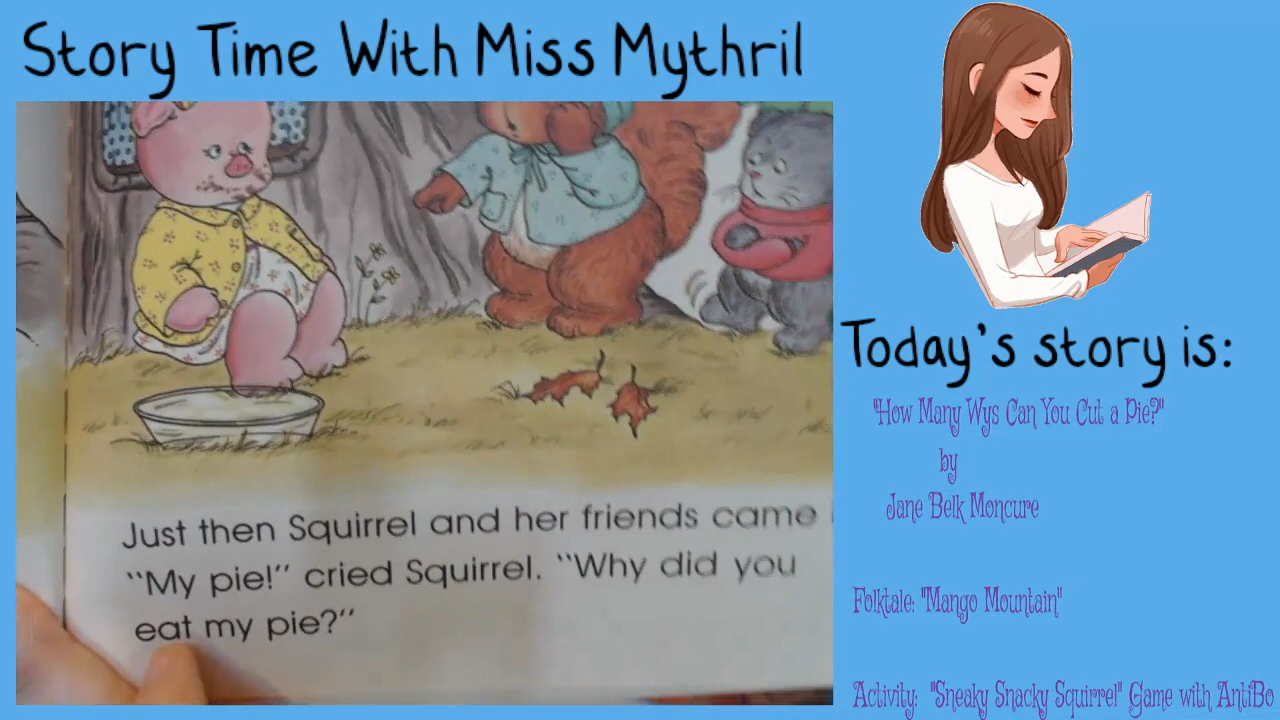 Story Time With Miss Mythril
Just then Squirrel and her friends came
"My pie!" cried Squirrel. "Why did you
eat my pie?"
Today's story is:
"How Many Wys Can You Cut a Pie?"
by
Jane Belk Moncure
Folktale: "Mango Mountain"
Activity: "Sneaky Snacky Squirrel" Game with AntiBo